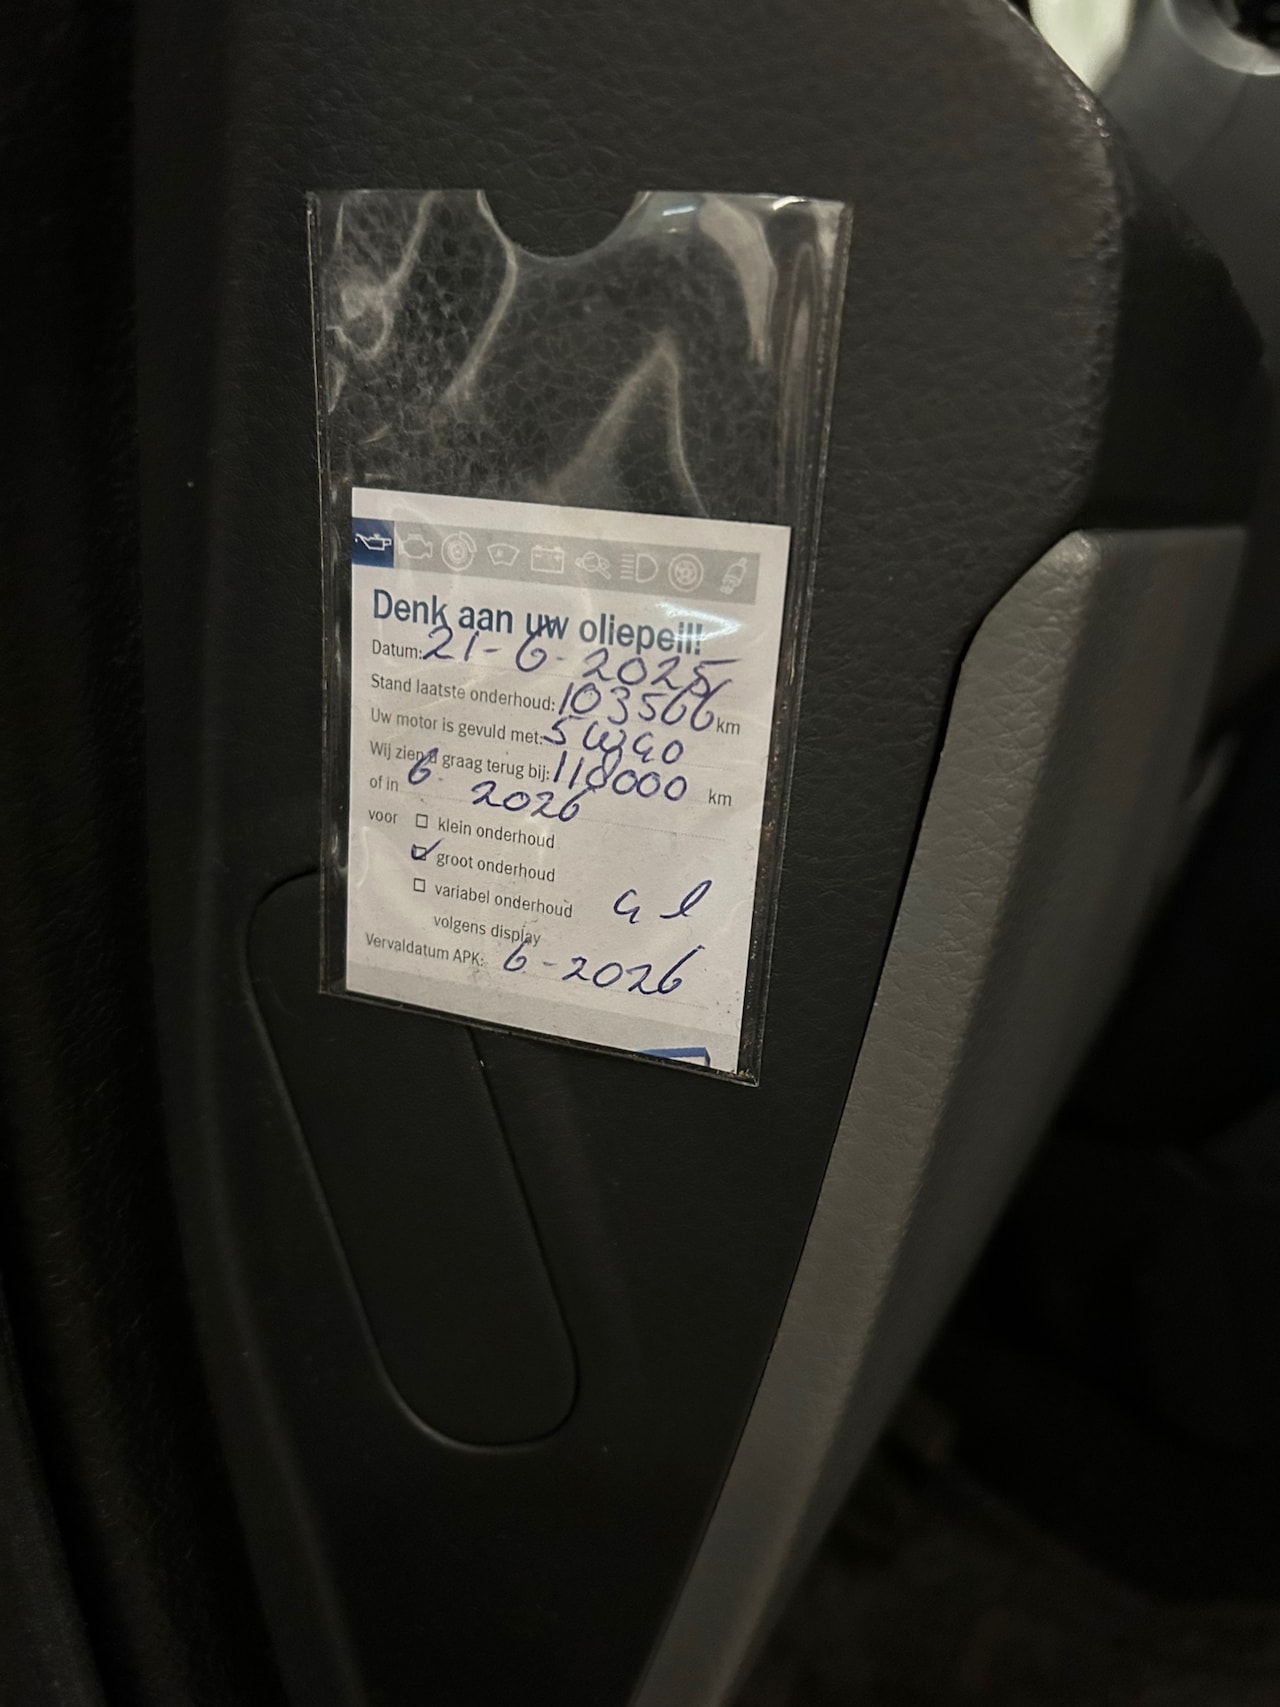 Denk aan uw oliepeil!!
Datum: 21-6-2025
Stand laatste onderhoud: 103566 km
Uw motor is gevuld met: 5W40
Wij zien u graag terug bij: 118000 km
of in 6 2026
voor ☐ klein onderhoud
☑ groot onderhoud
☐ variabel onderhoud
volgens display
4 l
Vervaldatum APK: 6-2026